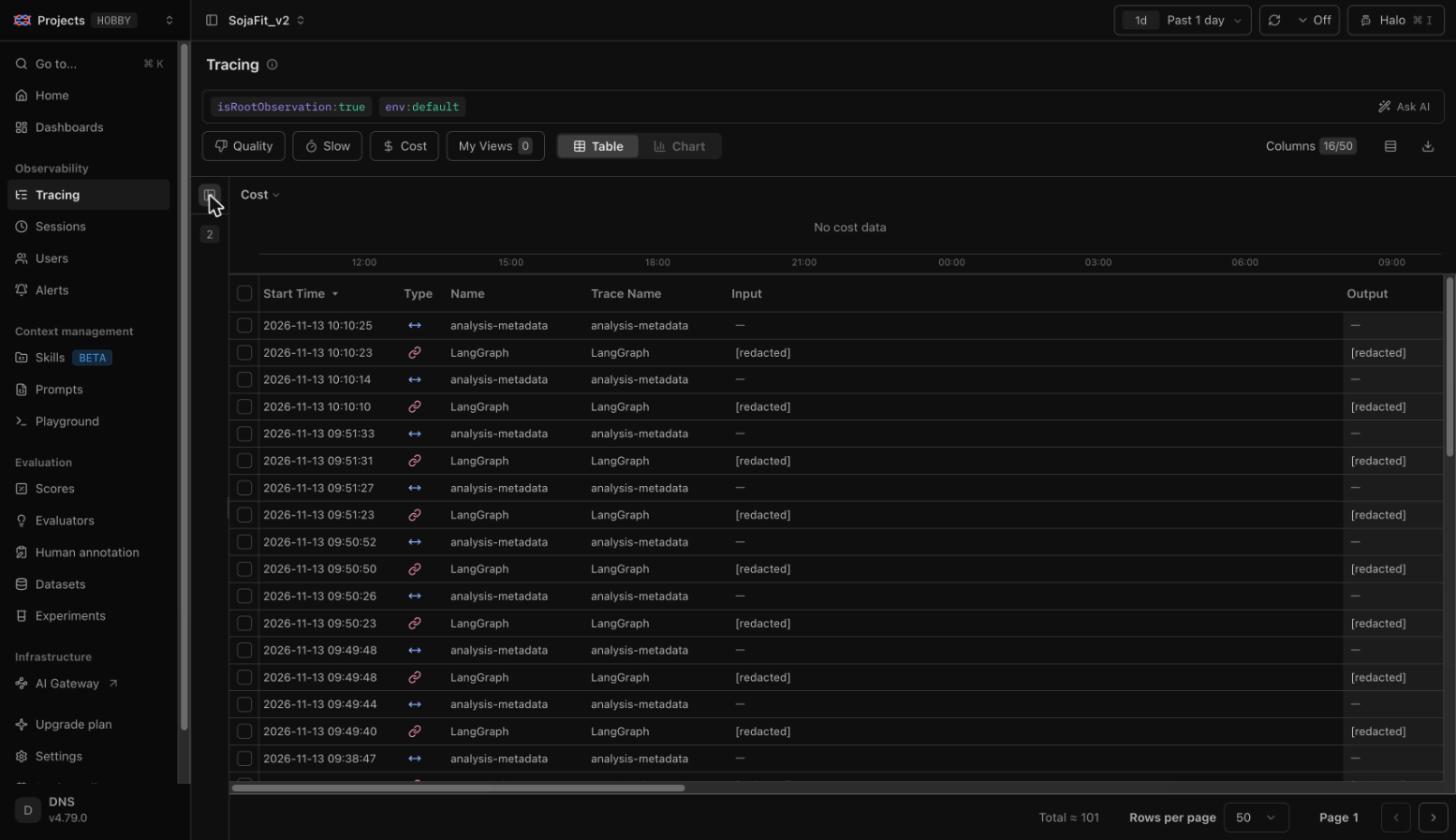 Projects HOBBY
SojaFit_v2
1d Past 1 day
Off
Halo ⌘ I
Go to... ⌘ K
Home
Dashboards
Observability
Tracing
Sessions
Users
Alerts
Context management
Skills BETA
Prompts
Playground
Evaluation
Scores
Evaluators
Human annotation
Datasets
Experiments
Infrastructure
AI Gateway
Upgrade plan
Settings
D
DNS
v4.79.0
Tracing
isRootObservation:true env:default
Ask AI
Quality Slow Cost My Views 0 Table Chart
Columns 16/50
2
Cost
No cost data
12:00 15:00 18:00 21:00 00:00 03:00 06:00 09:00
Start Time Type Name Trace Name Input Output
2026-11-13 10:10:25 analysis-metadata analysis-metadata — —
2026-11-13 10:10:23 LangGraph LangGraph [redacted] [redacted]
2026-11-13 10:10:14 analysis-metadata analysis-metadata — —
2026-11-13 10:10:10 LangGraph LangGraph [redacted] [redacted]
2026-11-13 09:51:33 analysis-metadata analysis-metadata — —
2026-11-13 09:51:31 LangGraph LangGraph [redacted] [redacted]
2026-11-13 09:51:27 analysis-metadata analysis-metadata — —
2026-11-13 09:51:23 LangGraph LangGraph [redacted] [redacted]
2026-11-13 09:50:52 analysis-metadata analysis-metadata — —
2026-11-13 09:50:50 LangGraph LangGraph [redacted] [redacted]
2026-11-13 09:50:26 analysis-metadata analysis-metadata — —
2026-11-13 09:50:23 LangGraph LangGraph [redacted] [redacted]
2026-11-13 09:49:48 analysis-metadata analysis-metadata — —
2026-11-13 09:49:48 LangGraph LangGraph [redacted] [redacted]
2026-11-13 09:49:44 analysis-metadata analysis-metadata — —
2026-11-13 09:49:40 LangGraph LangGraph [redacted] [redacted]
2026-11-13 09:38:47 analysis-metadata analysis-metadata — —
Total ≈ 101 Rows per page 50 Page 1